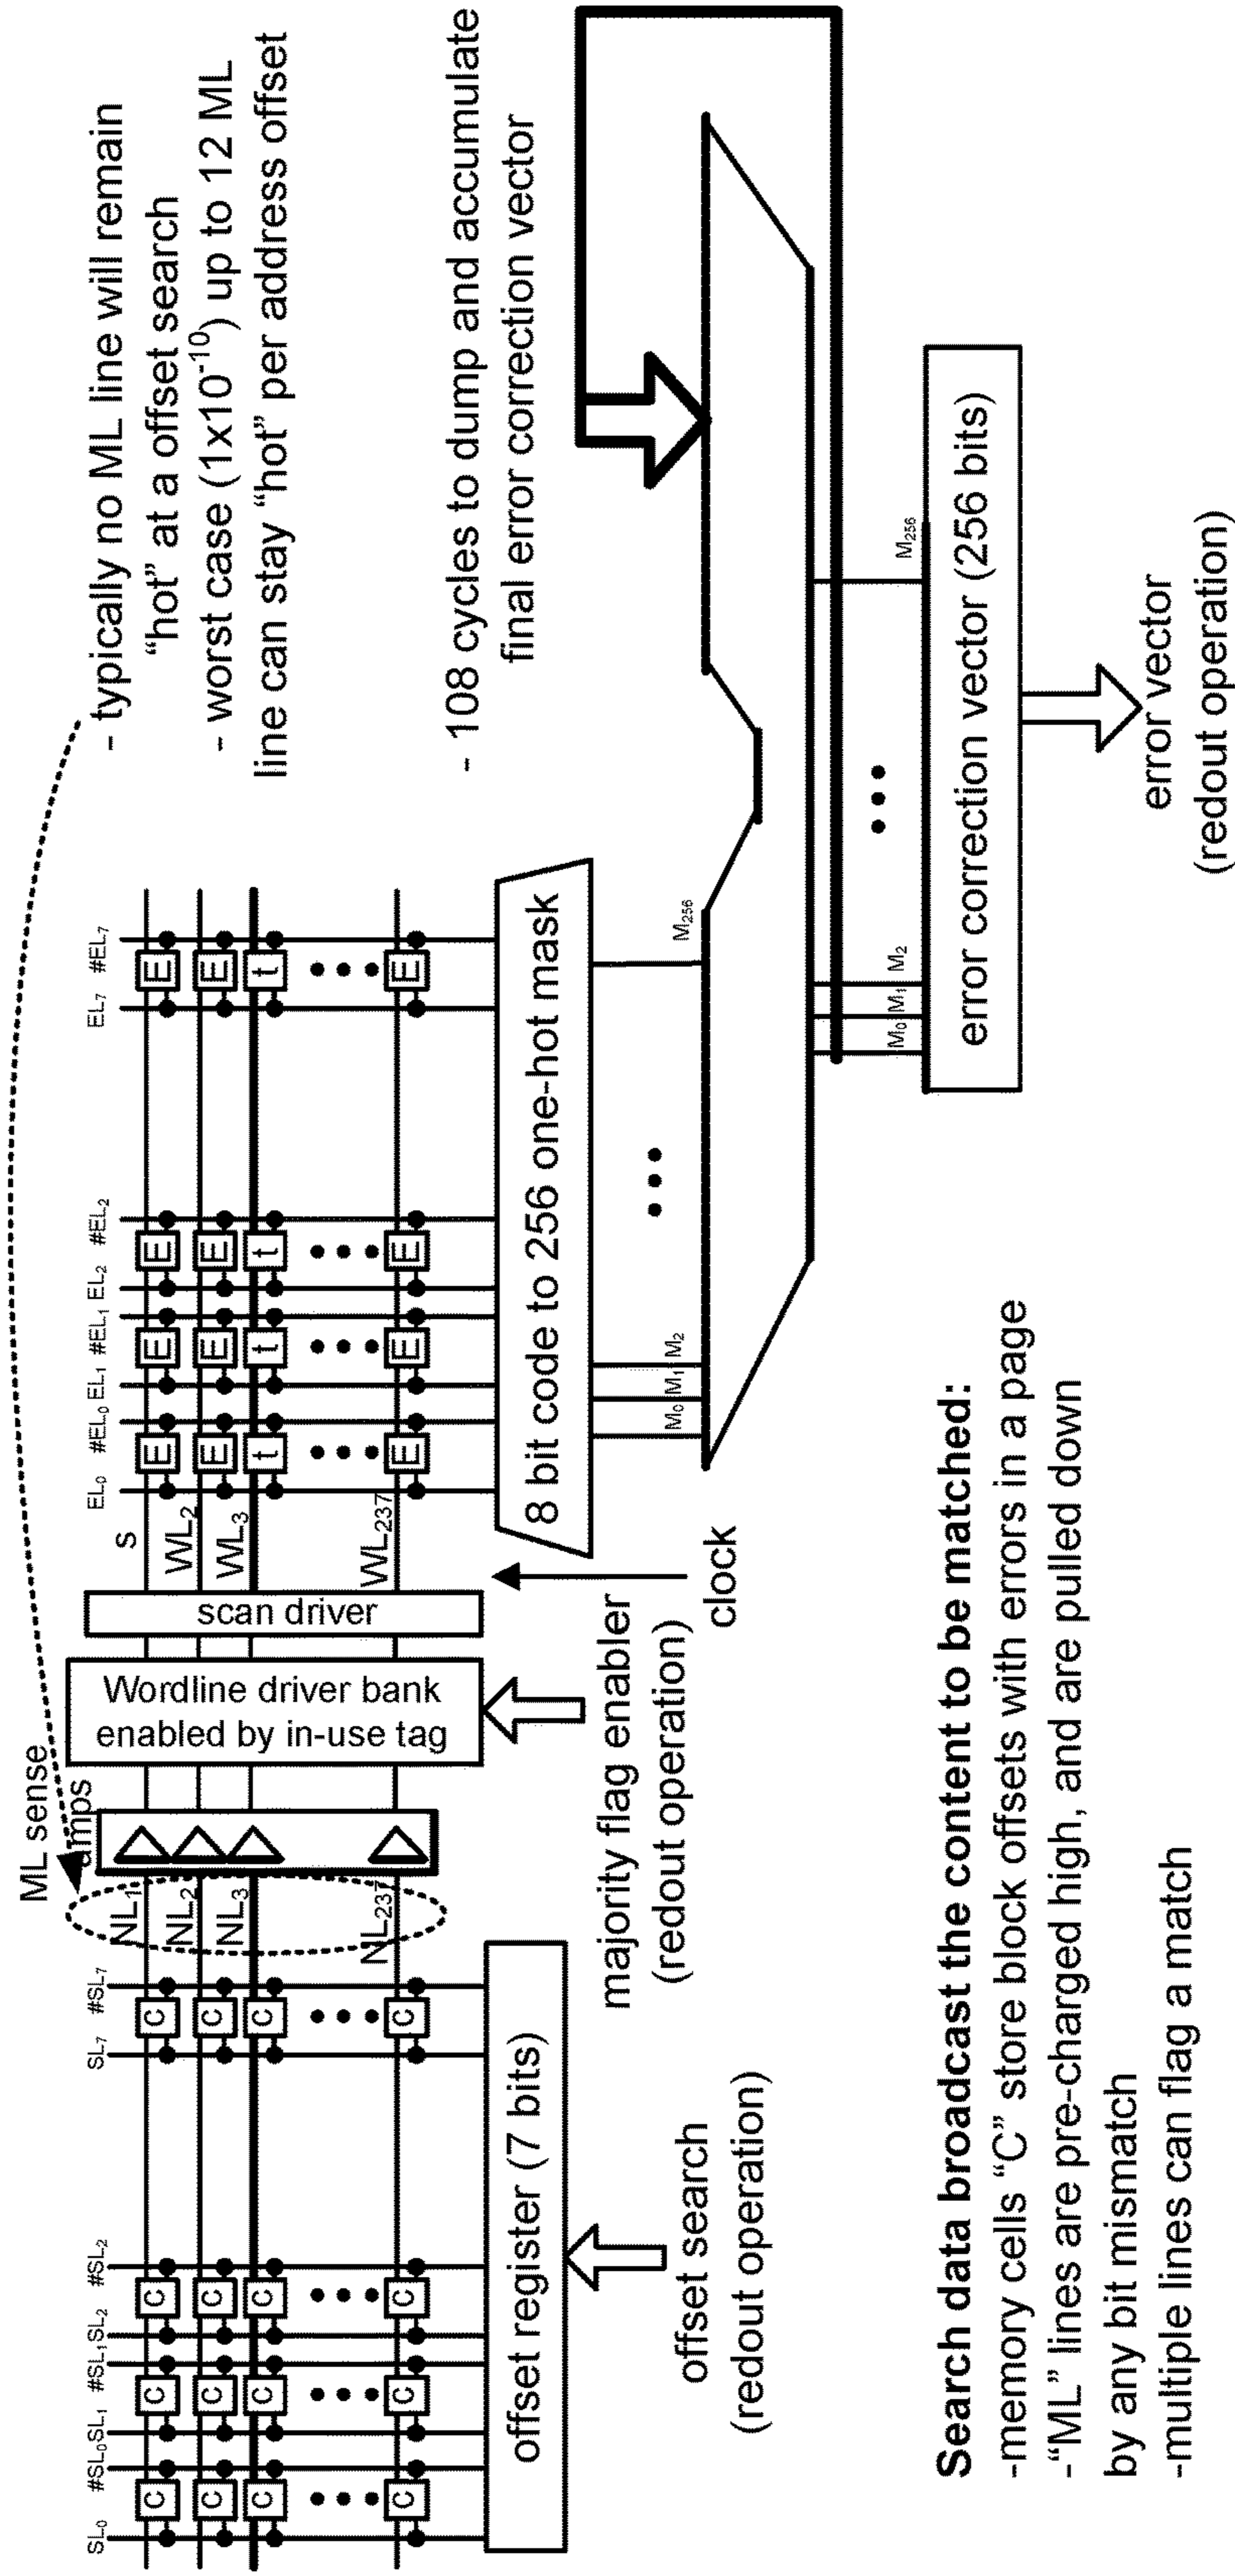 ML sense
amps
SL₀ #SL₀ SL₁ #SL₁ SL₂ #SL₂ SL₇ #SL₇
EL₀ #EL₀ EL₁ #EL₁ EL₂ #EL₂ EL₇ #EL₇
C C C C NL₁ s E E E E
C C C C NL₂ WL₂ E E E E
C C C C NL₃ WL₃ t t t t
C C C C NL₂₃₇ WL₂₃₇ E E E E
Wordline driver bank
enabled by in-use tag
scan driver
- typically no ML line will remain
"hot" at a offset search
- worst case (1x10⁻¹⁰) up to 12 ML
line can stay "hot" per address offset
offset register (7 bits)
8 bit code to 256 one-hot mask
- 108 cycles to dump and accumulate
final error correction vector
offset search
(redout operation)
majority flag enabler
(redout operation)
clock
M₀ M₁ M₂ M₂₅₆
M₀ M₁ M₂ M₂₅₆
error correction vector (256 bits)
error vector
(redout operation)
Search data broadcast the content to be matched:
-memory cells "C" store block offsets with errors in a page
-"ML" lines are pre-charged high, and are pulled down
by any bit mismatch
-multiple lines can flag a match